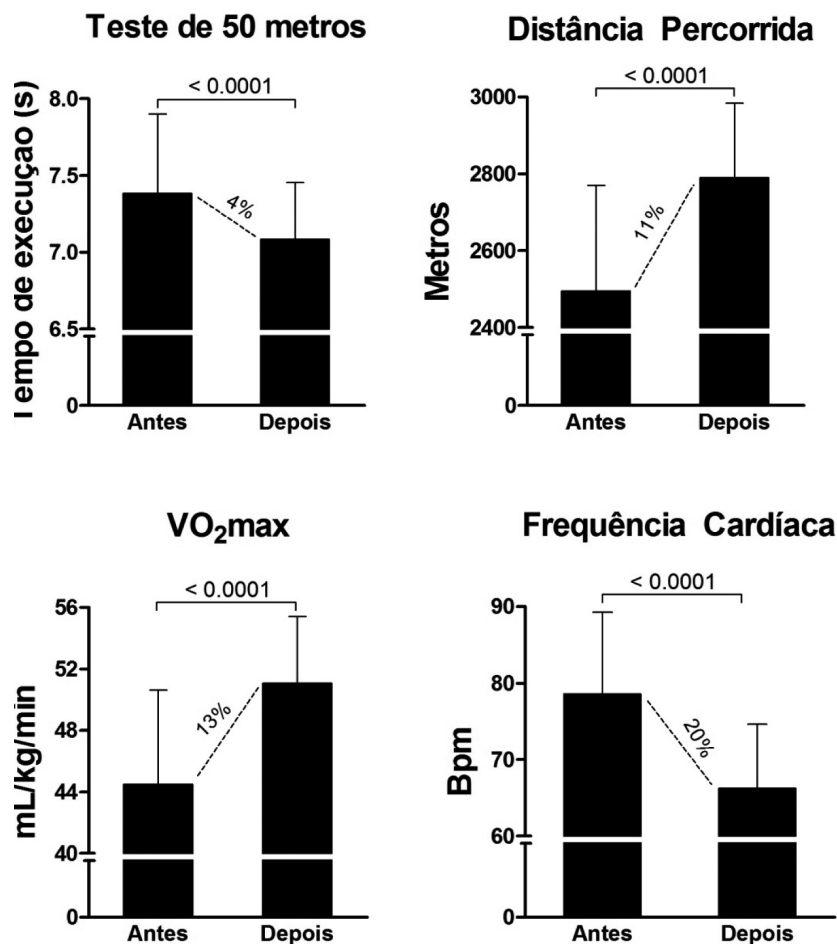 Teste de 50 metros
Tempo de execuçao (s)
< 0.0001
8.0
7.5
7.0
6.5
0
4%
Antes
Depois
Distância Percorrida
Metros
< 0.0001
3000
2800
2600
2400
0
11%
Antes
Depois
VO₂max
mL/kg/min
< 0.0001
56
52
48
44
40
0
13%
Antes
Depois
Frequência Cardíaca
Bpm
< 0.0001
90
80
70
60
0
20%
Antes
Depois